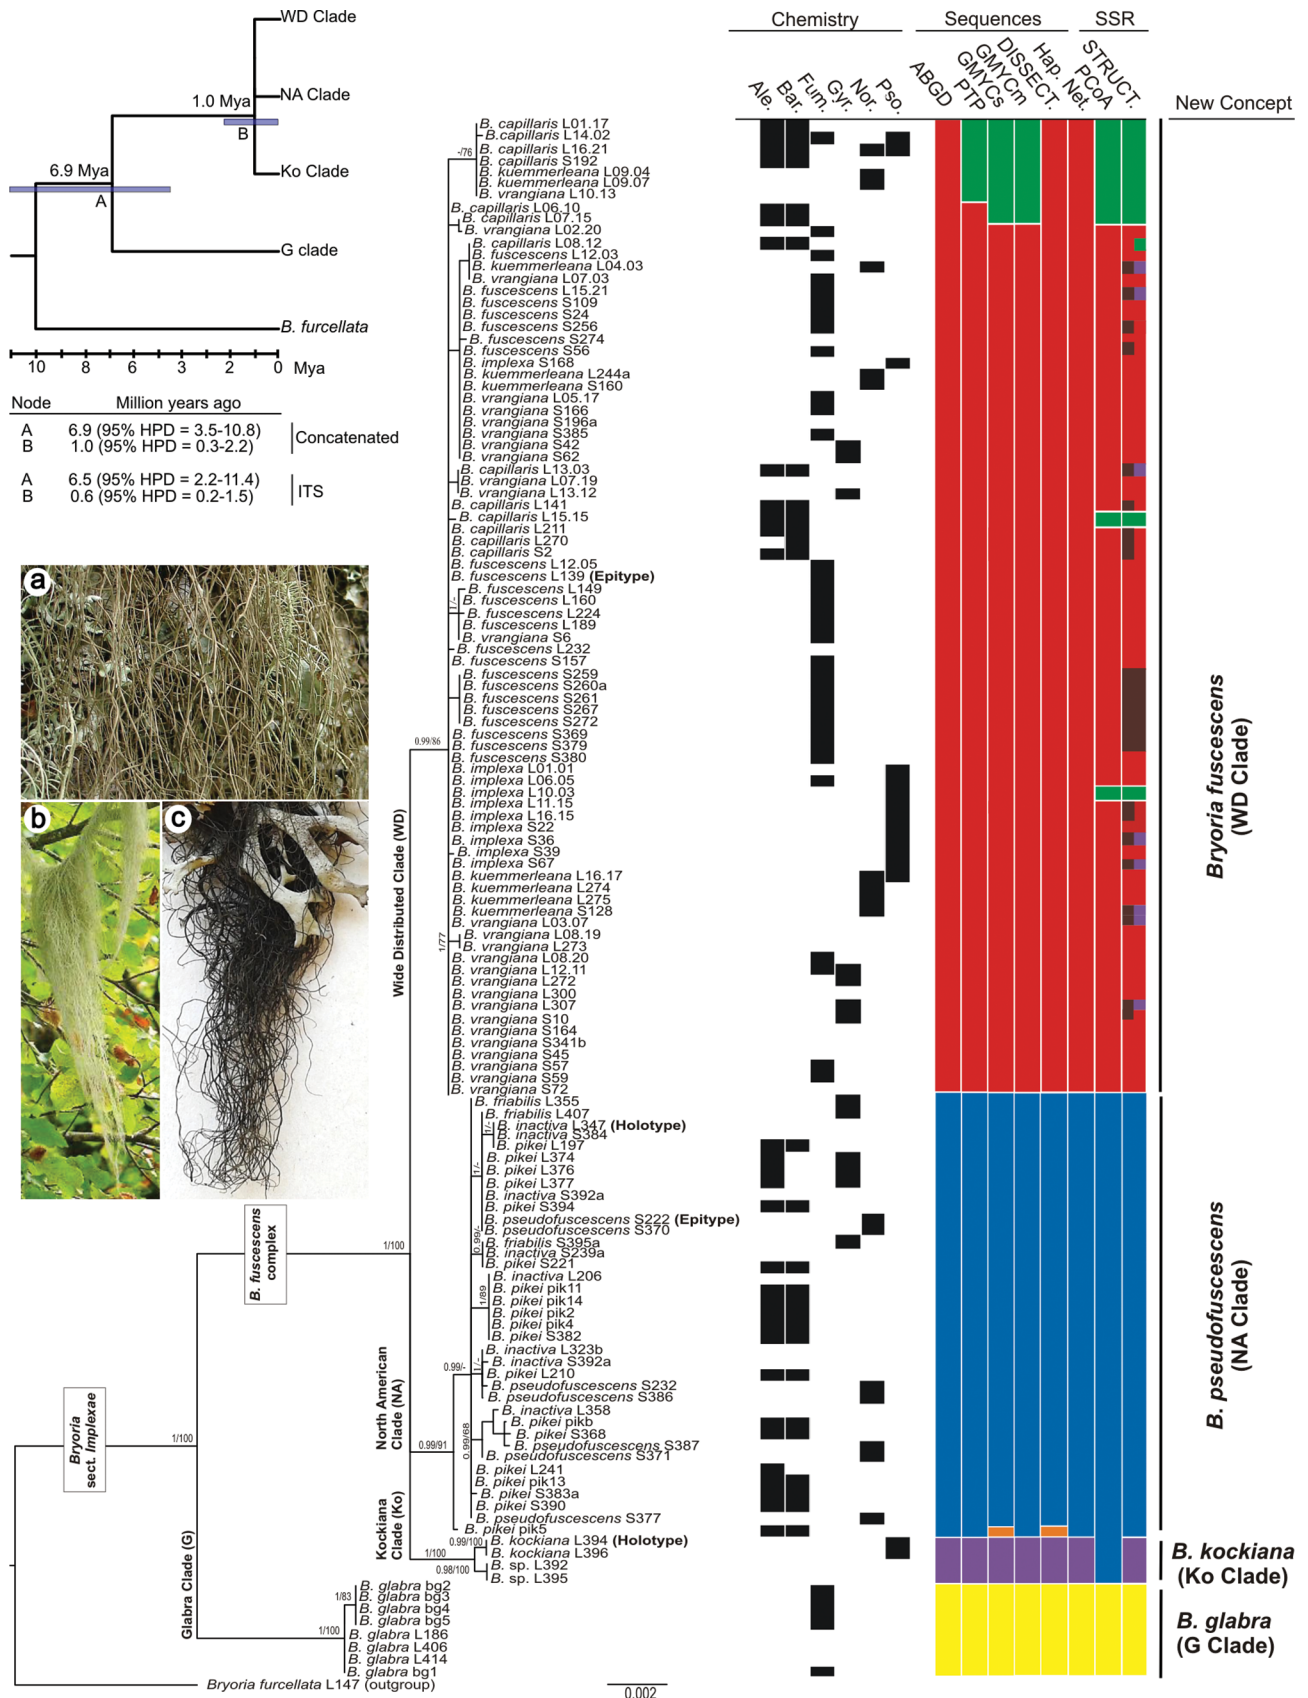 WD Clade
NA Clade
1.0 Mya
B
Ko Clade
6.9 Mya
A
G clade
B. furcellata
10 8 6 4 3 2 0 Mya
Node Million years ago
A 6.9 (95% HPD = 3.5-10.8)
B 1.0 (95% HPD = 0.3-2.2)
Concatenated
A 6.5 (95% HPD = 2.2-11.4)
B 0.6 (95% HPD = 0.2-1.5)
ITS
a
b
c
Chemistry Sequences SSR
Ale. Bar. Fum. Gyr. Nor. Pso. ABGD PTP GMYCs GMYCm DISSECT. Hap. Net. PCoA STRUCT.
New Concept
B. capillaris L01.17
B.capillaris L14.02
-/76
B. capillaris L16.21
B. capillaris S192
B. kuemmerleana L09.04
B. kuemmerleana L09.07
B. vrangiana L10.13
B. capillaris L06.10
B. capillaris L07.15
B. vrangiana L02.20
B. capillaris L08.12
B. fuscescens L12.03
B. kuemmerleana L04.03
B. vrangiana L07.03
B. fuscescens L15.21
B. fuscescens S109
B. fuscescens S24
B. fuscescens S256
B. fuscescens S274
B. fuscescens S56
B. implexa S168
B. kuemmerleana L244a
B. kuemmerleana S160
B. vrangiana L05.17
B. vrangiana S166
B. vrangiana S196a
B. vrangiana S385
B. vrangiana S42
B. vrangiana S62
B. capillaris L13.03
B. vrangiana L07.19
B. vrangiana L13.12
B. capillaris L141
B. capillaris L15.15
B. capillaris L211
B. capillaris L270
B. capillaris S2
B. fuscescens L12.05
B. fuscescens L139 (Epitype)
B. fuscescens L149
1/-
B. fuscescens L160
B. fuscescens L224
B. fuscescens L189
B. vrangiana S6
B. fuscescens L232
B. fuscescens S157
B. fuscescens S259
B. fuscescens S260a
B. fuscescens S261
B. fuscescens S267
B. fuscescens S272
B. fuscescens S369
0.99/86
B. fuscescens S379
B. fuscescens S380
B. implexa L01.01
B. implexa L06.05
B. implexa L10.03
B. implexa L11.15
B. implexa L16.15
B. implexa S22
B. implexa S36
B. implexa S39
B. implexa S67
B. kuemmerleana L16.17
B. kuemmerleana L274
B. kuemmerleana L275
B. kuemmerleana S128
B. vrangiana L03.07
1/77
B. vrangiana L08.19
B. vrangiana L273
B. vrangiana L08.20
B. vrangiana L12.11
B. vrangiana L272
B. vrangiana L300
B. vrangiana L307
B. vrangiana S10
B. vrangiana S164
B. vrangiana S341b
B. vrangiana S45
B. vrangiana S57
B. vrangiana S59
B. vrangiana S72
Wide Distributed Clade (WD)
Bryoria fuscescens
(WD Clade)
B. friabilis L355
B. friabilis L407
1/-
B. inactiva L347 (Holotype)
B. inactiva S384
B. pikei L197
B. pikei L374
1/-
B. pikei L376
B. pikei L377
B. inactiva S392a
B. pikei S394
B. pseudofuscescens S222 (Epitype)
B. pseudofuscescens S370
0.99/-
B. friabilis S395a
B. inactiva S239a
B. pikei S221
B. inactiva L206
B. pikei pik11
1/89
B. pikei pik14
B. pikei pik2
B. pikei pik4
B. pikei S382
B. inactiva L323b
0.99/-
1/-
B. inactiva S392a
B. pikei L210
B. pseudofuscescens S232
B. pseudofuscescens S386
B. inactiva L358
B. pikei pikb
B. pikei S368
0.99/68
B. pseudofuscescens S387
B. pseudofuscescens S371
B. pikei L241
B. pikei pik13
B. pikei S383a
B. pikei S390
B. pseudofuscescens S377
B. pikei pik5
0.99/91
North American
Clade (NA)
B. pseudofuscescens
(NA Clade)
B. fuscescens
complex
1/100
Bryoria
sect. Implexae
1/100
Kockiana
Clade (Ko)
1/100
0.99/100
B. kockiana L394 (Holotype)
B. kockiana L396
0.98/100
B. sp. L392
B. sp. L395
B. kockiana
(Ko Clade)
Glabra Clade (G)
B. glabra bg2
1/83
B. glabra bg3
B. glabra bg4
B. glabra bg5
1/100
B. glabra L186
B. glabra L406
B. glabra L414
B. glabra bg1
B. glabra
(G Clade)
Bryoria furcellata L147 (outgroup)
0.002